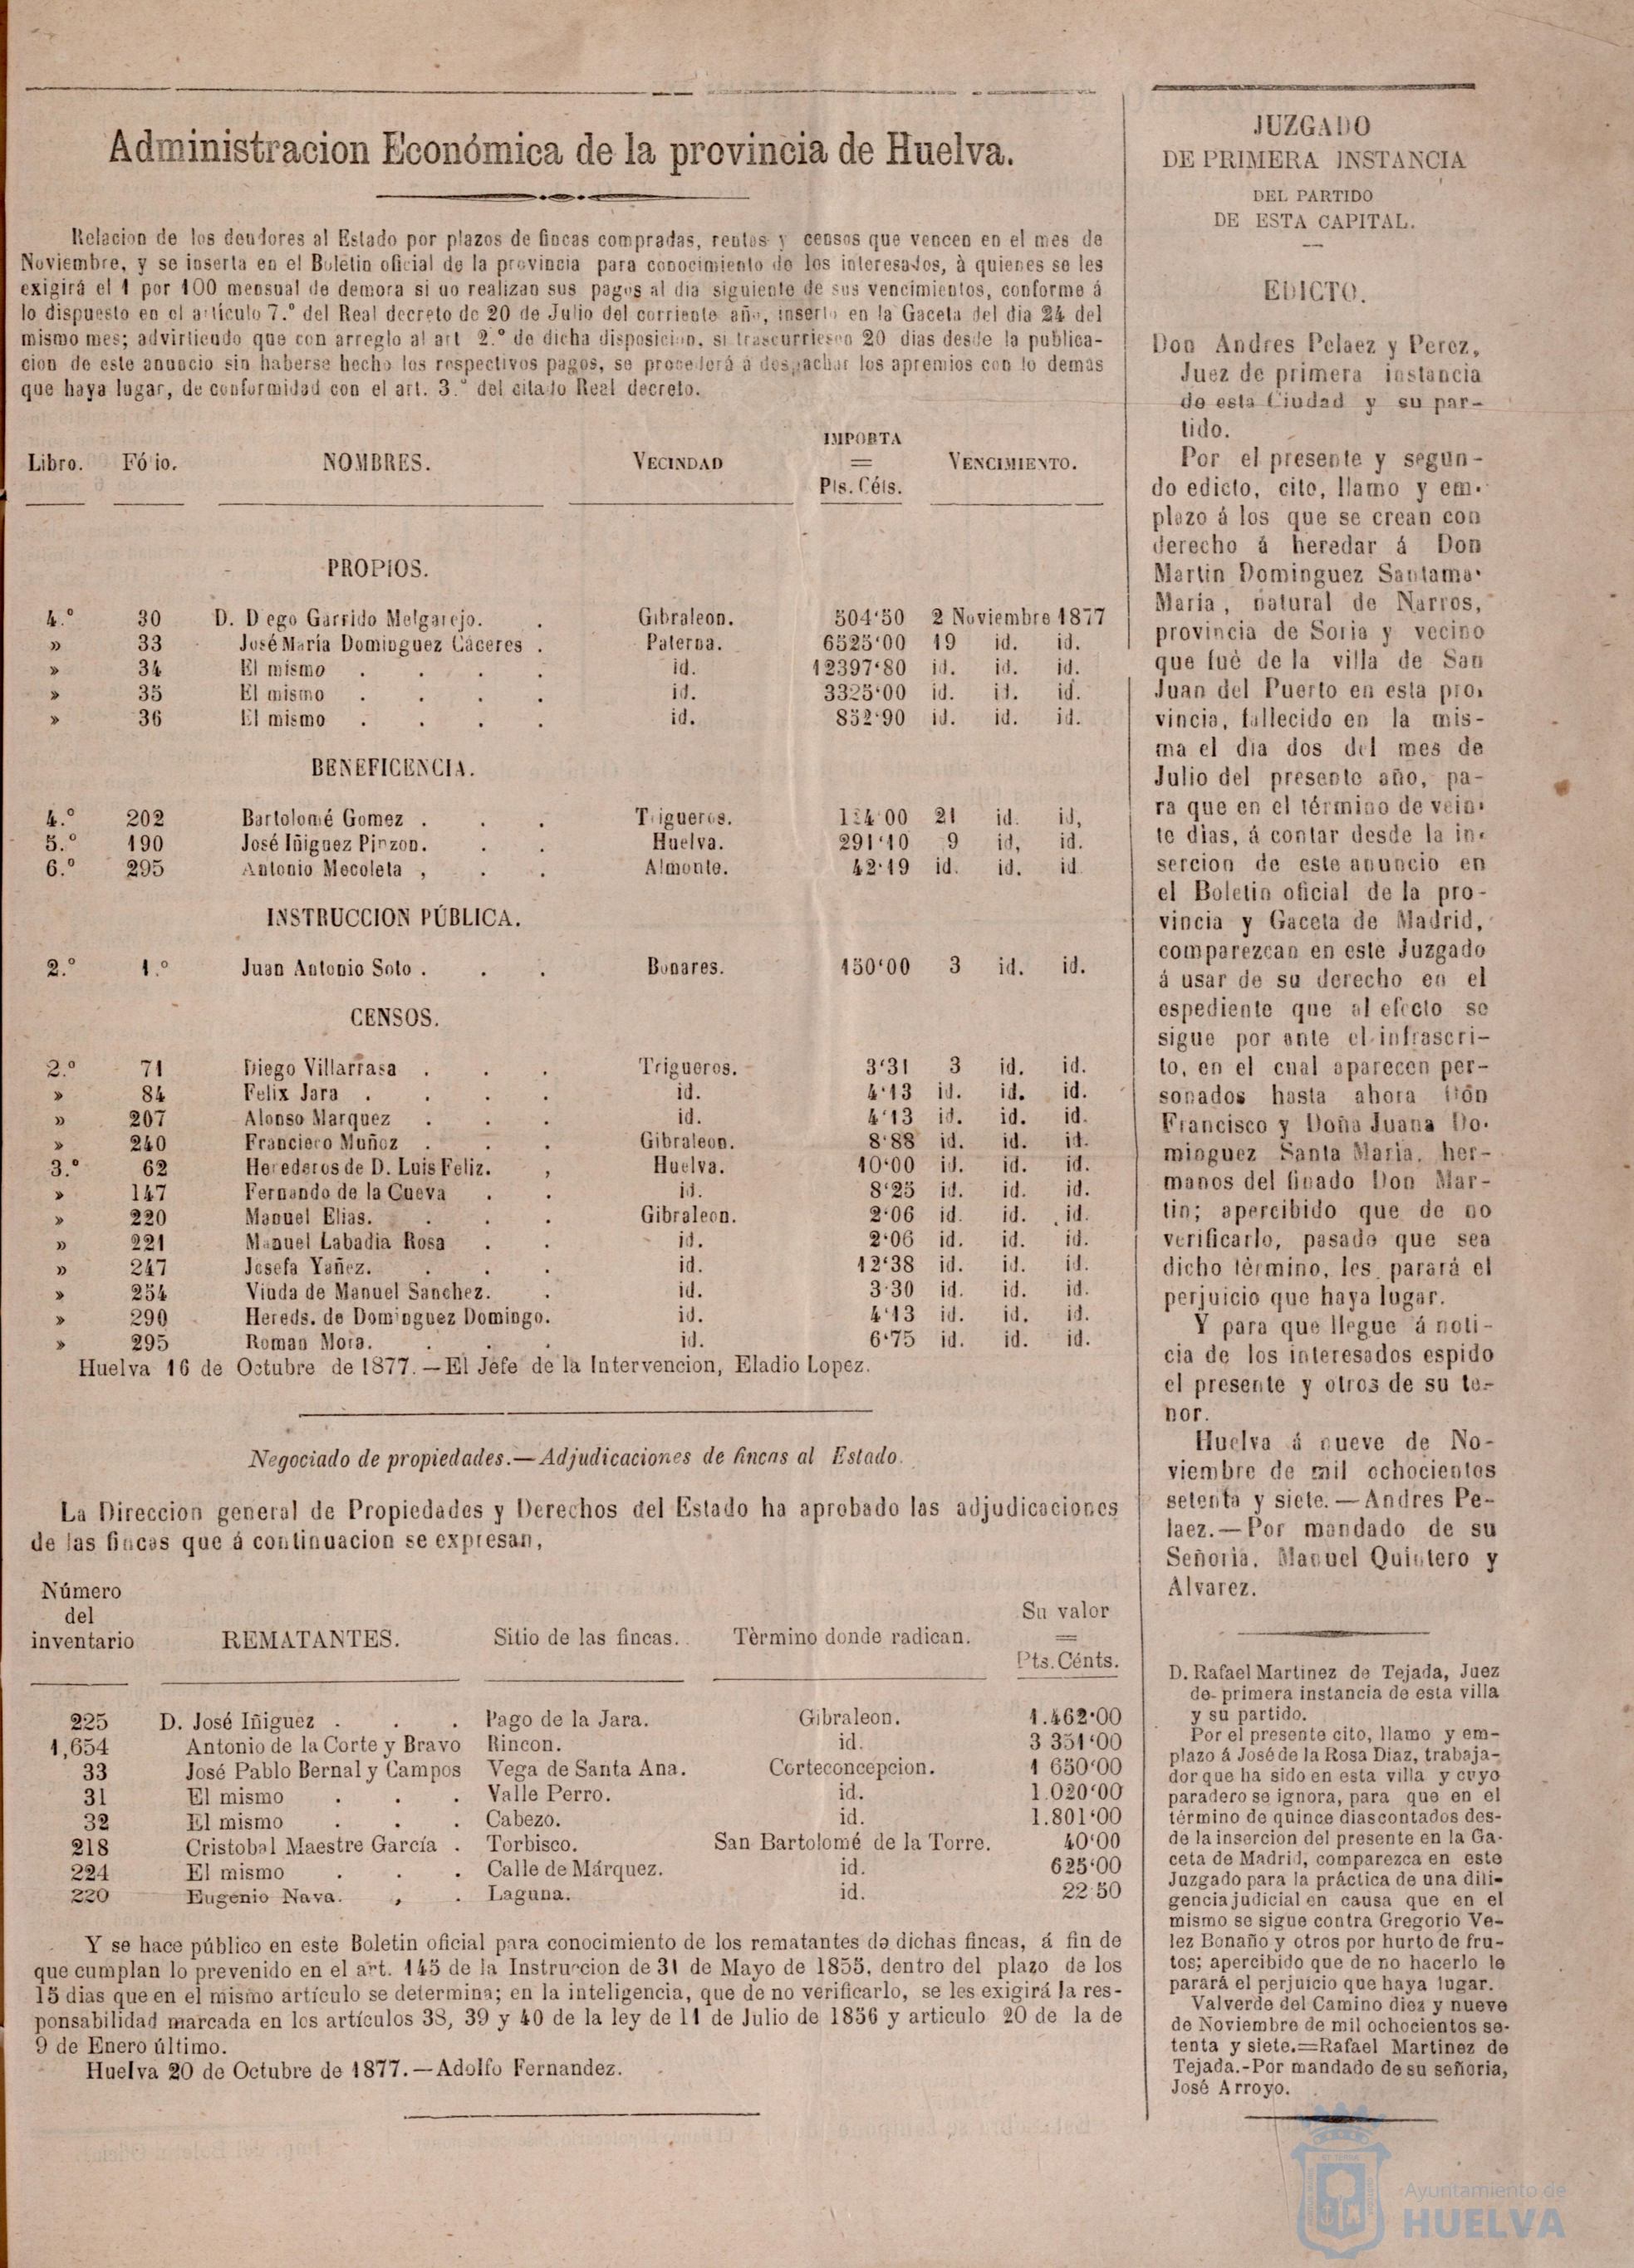 Administracion Económica de la provincia de Huelva.
Relacion de los deudores al Estado por plazos de fincas compradas, rentas y censos que vencen en el mes de
Noviembre, y se inserta en el Boletin oficial de la provincia para conocimiento de los interesados, à quienes se les
exigirá el 1 por 100 mensual de demora si no realizan sus pagos al dia siguiente de sus vencimientos, conforme á
lo dispuesto en el artículo 7.º del Real decreto de 20 de Julio del corriente año, inserto en la Gaceta del dia 24 del
mismo mes; advirtiendo que con arreglo al art 2.º de dicha disposicion, si trascurriesen 20 dias desde la publica-
cion de este anuncio sin haberse hecho los respectivos pagos, se procederá á despachar los apremios con lo demas
que haya lugar, de conformidad con el art. 3.º del citado Real decreto.
Libro. Fó io. NOMBRES. VECINDAD IMPORTA = Pts. Céts. VENCIMIENTO.
PROPIOS.
4.º 30 D. Diego Garrido Melgarejo. . Gibraleon. 504'50 2 Noviembre 1877
» 33 José María Dominguez Cáceres . Paterna. 6525'00 19 id. id.
» 34 El mismo . . . . id. 12397'80 id. id. id.
» 35 El mismo . . . . id. 3325'00 id. id. id.
» 36 El mismo . . . . id. 852'90 id. id. id.
BENEFICENCIA.
4.º 202 Bartolomé Gomez . . . Trigueros. 124'00 21 id. id,
5.º 190 José Iñiguez Pinzon. . . Huelva. 291'10 9 id, id.
6.º 295 Antonio Mecoleta , . . Almonte. 42'19 id. id. id
INSTRUCCION PÚBLICA.
2.º 1.º Juan Antonio Soto . . . Bonares. 150'00 3 id. id.
CENSOS.
2.º 71 Diego Villarrasa . . . Trigueros. 3'31 3 id. id.
» 84 Felix Jara . . . . id. 4'13 id. id. id.
» 207 Alonso Marquez . . . id. 4'13 id. id. id.
» 240 Franciero Muñoz . . . Gibraleon. 8'88 id. id. id.
3.º 62 Herederos de D. Luis Feliz. , Huelva. 10'00 id. id. id.
» 147 Fernando de la Cueva . . id. 8'25 id. id. id.
» 220 Manuel Elias. . . . Gibraleon. 2'06 id. id. id.
» 221 Manuel Labadia Rosa . . id. 2'06 id. id. id.
» 247 Josefa Yañez. . . . id. 12'38 id. id. id.
» 254 Viuda de Manuel Sanchez. . id. 3'30 id. id. id.
» 290 Hereds. de Dominguez Domingo. id. 4'13 id. id. id.
» 295 Roman Mora. . . . id. 6'75 id. id. id.
Huelva 16 de Octubre de 1877.—El Jefe de la Intervencion, Eladio Lopez.
Negociado de propiedades.—Adjudicaciones de fincas al Estado.
La Direccion general de Propiedades y Derechos del Estado ha aprobado las adjudicaciones
de las fincas que á continuacion se expresan,
Número del inventario REMATANTES. Sitio de las fincas. Tèrmino donde radican. Su valor = Pts. Cénts.
225 D. José Iñiguez . . . Pago de la Jara. Gibraleon. 1.462'00
1,654 Antonio de la Corte y Bravo Rincon. id. 3 351'00
33 José Pablo Bernal y Campos Vega de Santa Ana. Corteconcepcion. 1 650'00
31 El mismo . . . Valle Perro. id. 1.020'00
32 El mismo . . . Cabezo. id. 1.801'00
218 Cristobal Maestre García . Torbisco. San Bartolomé de la Torre. 40'00
224 El mismo . . . Calle de Márquez. id. 625'00
220 Eugenio Nava. , . Laguna. id. 22 50
Y se hace público en este Boletin oficial para conocimiento de los rematantes de dichas fincas, á fin de
que cumplan lo prevenido en el art. 145 de la Instruccion de 31 de Mayo de 1855, dentro del plazo de los
15 dias que en el mismo artículo se determina; en la inteligencia, que de no verificarlo, se les exigirá la res-
ponsabilidad marcada en los artículos 38, 39 y 40 de la ley de 11 de Julio de 1856 y articulo 20 de la de
9 de Enero último.
Huelva 20 de Octubre de 1877.—Adolfo Fernandez.
JUZGADO
DE PRIMERA INSTANCIA
DEL PARTIDO
DE ESTA CAPITAL.
EDICTO.
Don Andres Pelaez y Perez,
Juez de primera instancia
de esta Ciudad y su par-
tido.
Por el presente y segun-
do edicto, cito, llamo y em-
plazo á los que se crean con
derecho á heredar á Don
Martin Dominguez Santama-
Maria, natural de Narros,
provincia de Soria y vecino
que fué de la villa de San
Juan del Puerto en esta pro-
vincia, fallecido en la mis-
ma el dia dos del mes de
Julio del presente año, pa-
ra que en el término de vein-
te dias, á contar desde la in-
sercion de este anuncio en
el Boletin oficial de la pro-
vincia y Gaceta de Madrid,
comparezcan en este Juzgado
á usar de su derecho en el
espediente que al efecto se
sigue por ante el infrascri-
to, en el cual aparecen per-
sonados hasta ahora Don
Francisco y Doña Juana Do-
minguez Santa Maria, her-
manos del finado Don Mar-
tin; apercibido que de no
verificarlo, pasado que sea
dicho término, les parará el
perjuicio que haya lugar.
Y para que llegue á noti-
cia de los interesados espido
el presente y otros de su te-
nor.
Huelva á nueve de No-
viembre de mil ochocientos
setenta y siete.—Andres Pe-
laez.—Por mandado de su
Señoria, Manuel Quintero y
Alvarez.
D. Rafael Martinez de Tejada, Juez
de primera instancia de esta villa
y su partido.
Por el presente cito, llamo y em-
plazo á José de la Rosa Diaz, trabaja-
dor que ha sido en esta villa y cuyo
paradero se ignora, para que en el
término de quince dias contados des-
de la insercion del presente en la Ga-
ceta de Madrid, comparezca en este
Juzgado para la práctica de una dili-
gencia judicial en causa que en el
mismo se sigue contra Gregorio Ve-
lez Bonaño y otros por hurto de fru-
tos; apercibido que de no hacerlo le
parará el perjuicio que haya lugar.
Valverde del Camino diez y nueve
de Noviembre de mil ochocientos se-
tenta y siete.=Rafael Martinez de
Tejada.-Por mandado de su señoria,
José Arroyo.
Ayuntamiento de
HUELVA